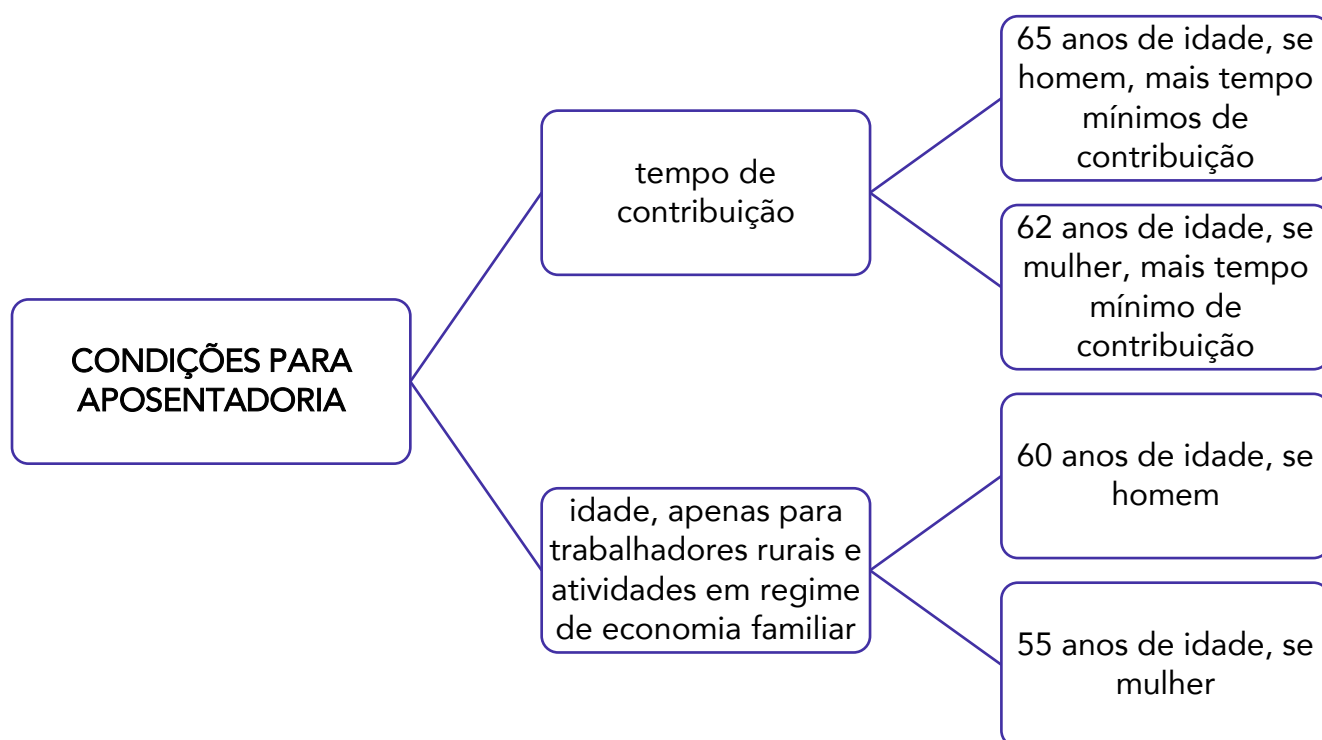 CONDIÇÕES PARA
APOSENTADORIA
tempo de
contribuição
65 anos de idade, se
homem, mais tempo
mínimos de
contribuição
62 anos de idade, se
mulher, mais tempo
mínimo de
contribuição
idade, apenas para
trabalhadores rurais e
atividades em regime
de economia familiar
60 anos de idade, se
homem
55 anos de idade, se
mulher